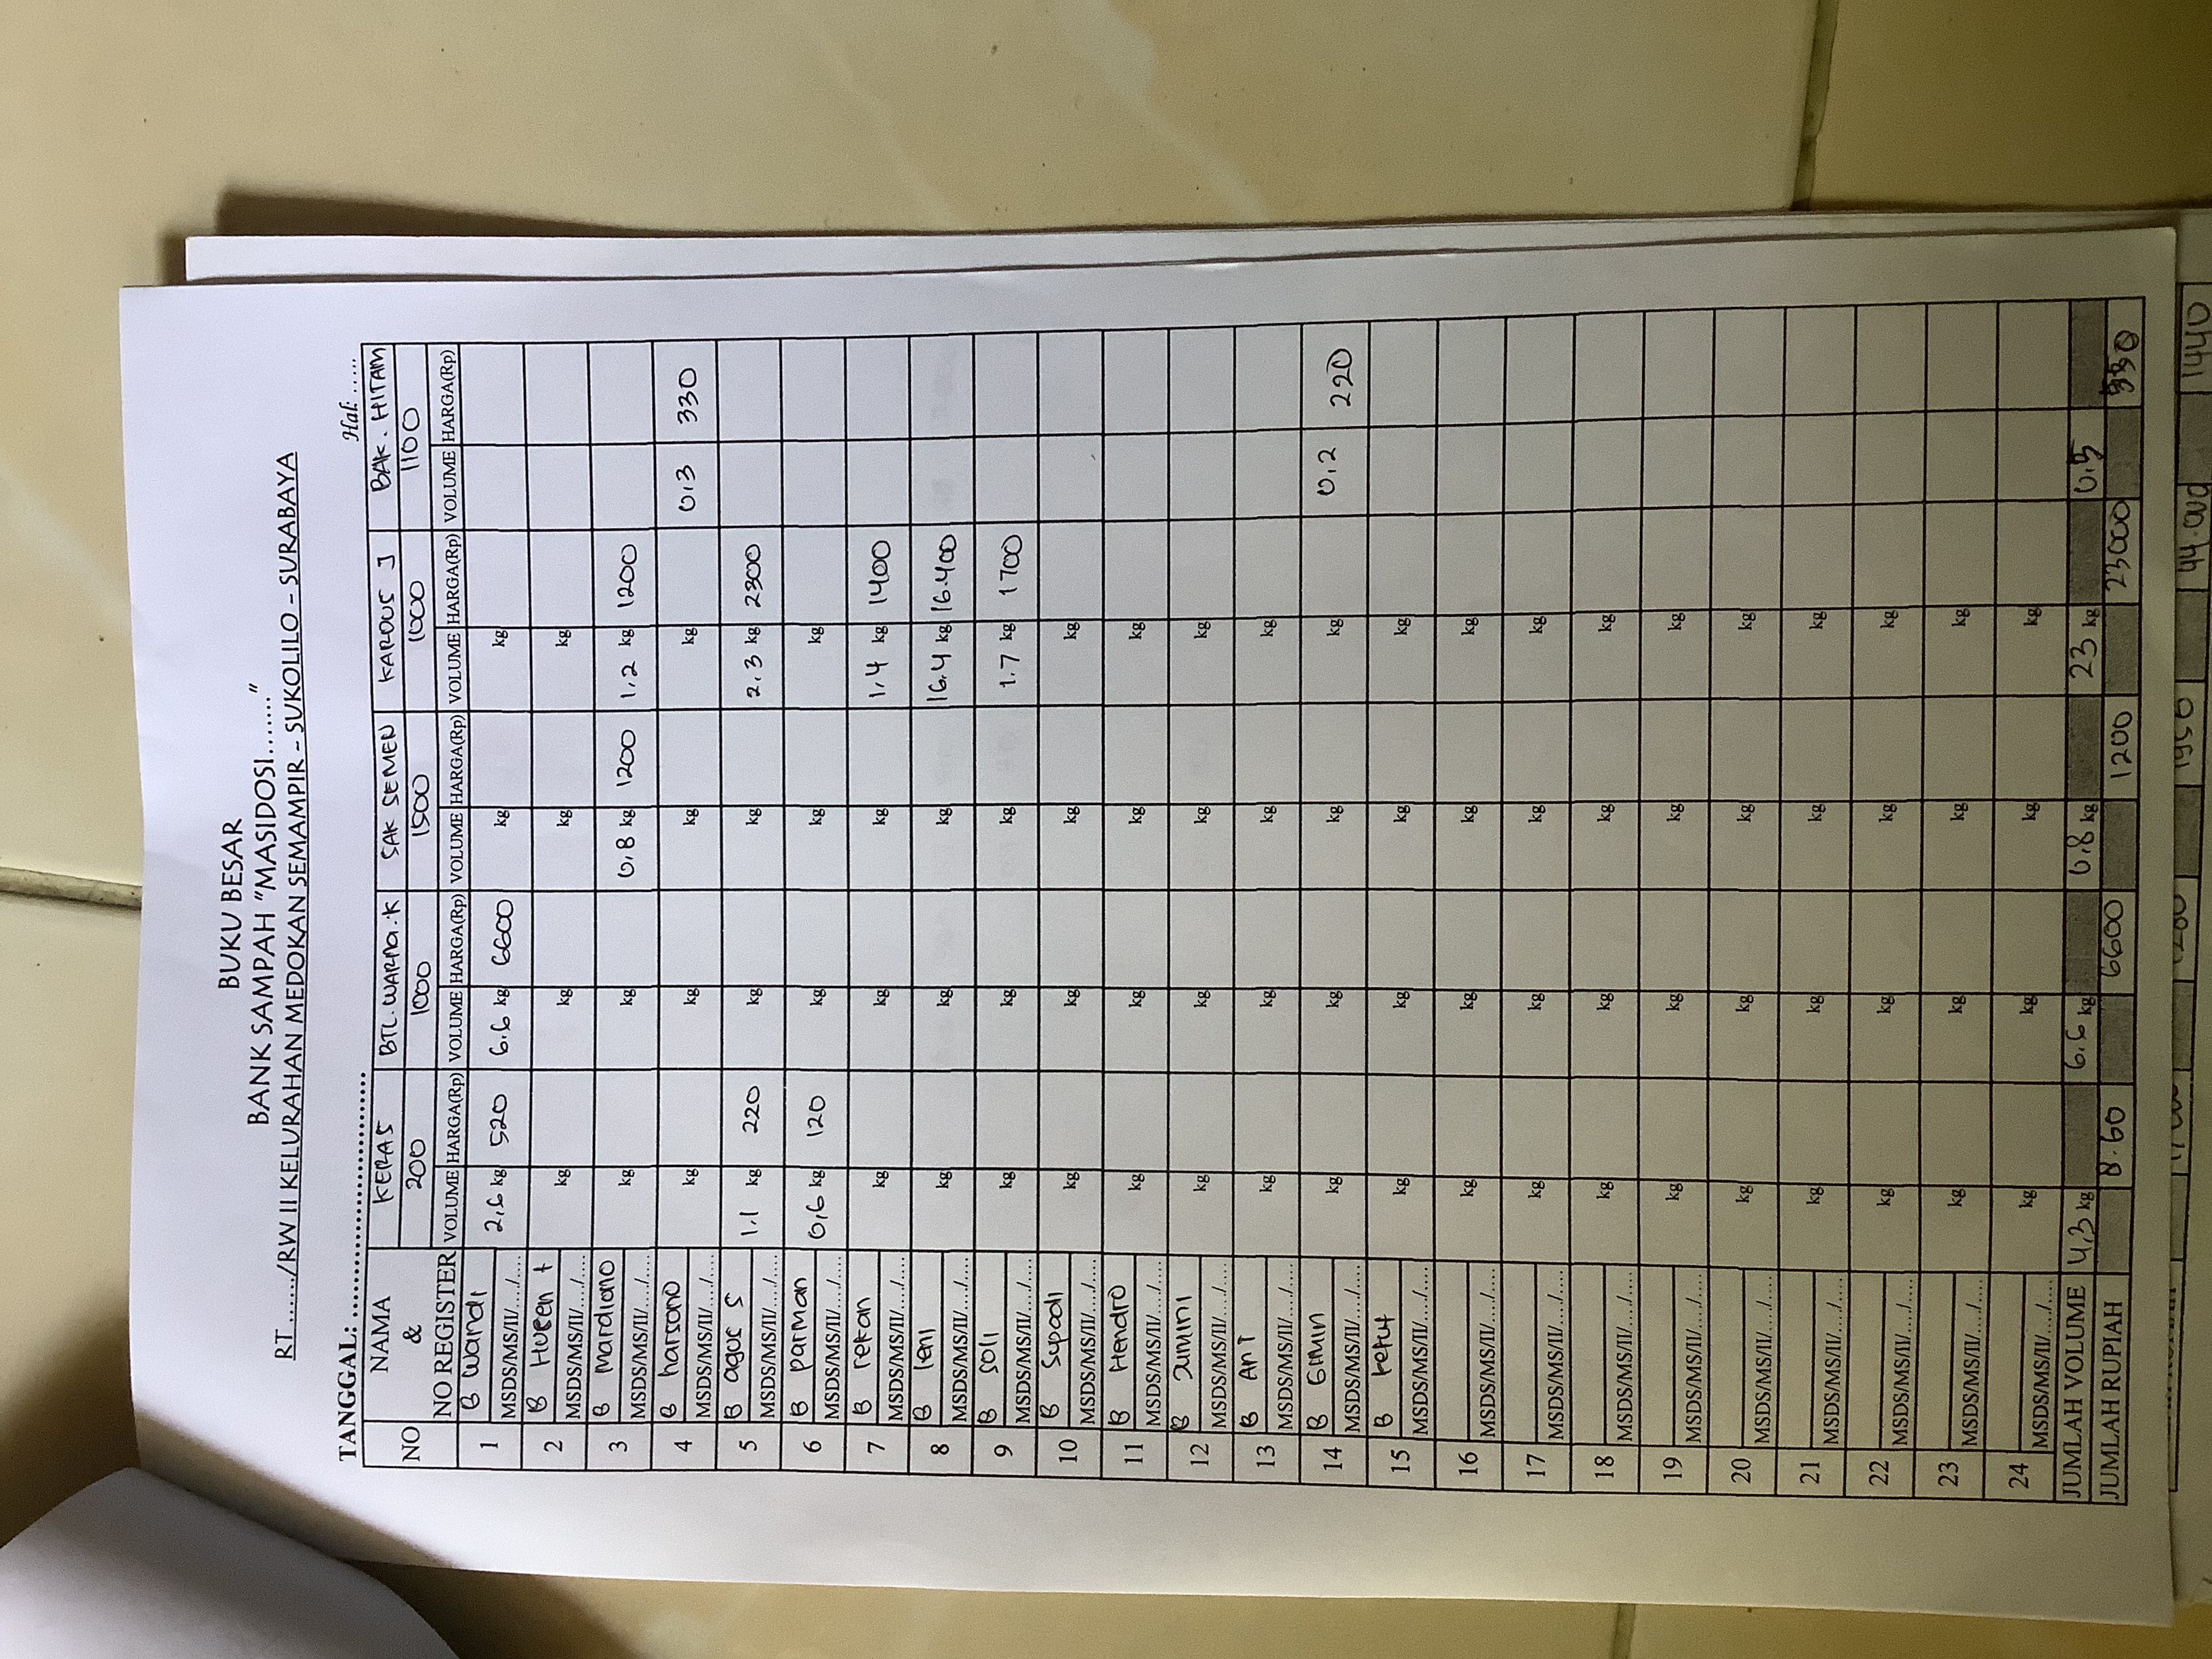 BUKU BESAR
BANK SAMPAH "MASIDOSI......."
RT ....../RW II KELURAHAN MEDOKAN SEMAMPIR - SUKOLILO - SURABAYA
TANGGAL: ............................. Hal: .....
NO NAMA & NO REGISTER KERAS BTL. WARNA. K SAK SEMEN KARDUS J BAK. HITAM
200 1000 1500 1000 1100
VOLUME HARGA(Rp) VOLUME HARGA(Rp) VOLUME HARGA(Rp) VOLUME HARGA(Rp) VOLUME HARGA(Rp)
1 B wandi 2,6 kg 520 6.6 kg 6600 kg kg
MSDS/MS/II/..../....
2 B Husen t kg kg kg kg
MSDS/MS/II/..../....
3 B mardiono kg kg 0,8 kg 1200 1,2 kg 1200
MSDS/MS/II/..../....
4 B harsono kg kg kg kg 0,3 330
MSDS/MS/II/..../....
5 B agus S 1,1 kg 220 kg kg 2,3 kg 2300
MSDS/MS/II/..../....
6 B parman 0,6 kg 120 kg kg kg
MSDS/MS/II/..../....
7 B rekan kg kg kg 1,4 kg 1400
MSDS/MS/II/..../....
8 B leni kg kg kg 16.4 kg 16.400
MSDS/MS/II/..../....
9 B soli kg kg kg 1.7 kg 1700
MSDS/MS/II/..../....
10 B Supadi kg kg kg kg
MSDS/MS/II/..../....
11 B Hendro kg kg kg kg
MSDS/MS/II/..../....
12 B Jumini kg kg kg kg
MSDS/MS/II/..../....
13 B ANT kg kg kg kg
MSDS/MS/II/..../....
14 B Gimin kg kg kg kg 0,2 220
MSDS/MS/II/..../....
15 B ketut kg kg kg kg
MSDS/MS/II/..../....
16 kg kg kg kg
MSDS/MS/II/..../....
17 kg kg kg kg
MSDS/MS/II/..../....
18 kg kg kg kg
MSDS/MS/II/..../....
19 kg kg kg kg
MSDS/MS/II/..../....
20 kg kg kg kg
MSDS/MS/II/..../....
21 kg kg kg kg
MSDS/MS/II/..../....
22 kg kg kg kg
MSDS/MS/II/..../....
23 kg kg kg kg
MSDS/MS/II/..../....
24 kg kg kg kg
MSDS/MS/II/..../....
JUMLAH VOLUME 4,3 kg 6.6 kg 0,8 kg 23 kg 0,5
JUMLAH RUPIAH 8.60 6600 1200 23000 550
1950 44.000 1440